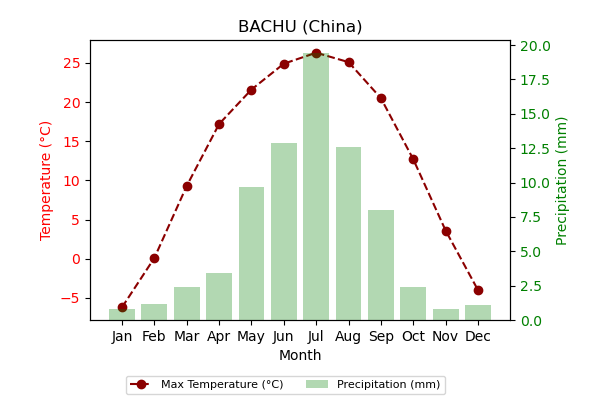 BACHU (China)
Temperature (°C)
25
20
15
10
5
0
−5
20.0
17.5
15.0
12.5
10.0
7.5
5.0
2.5
0.0
Precipitation (mm)
Jan Feb Mar Apr May Jun Jul Aug Sep Oct Nov Dec
Month
Max Temperature (°C) Precipitation (mm)